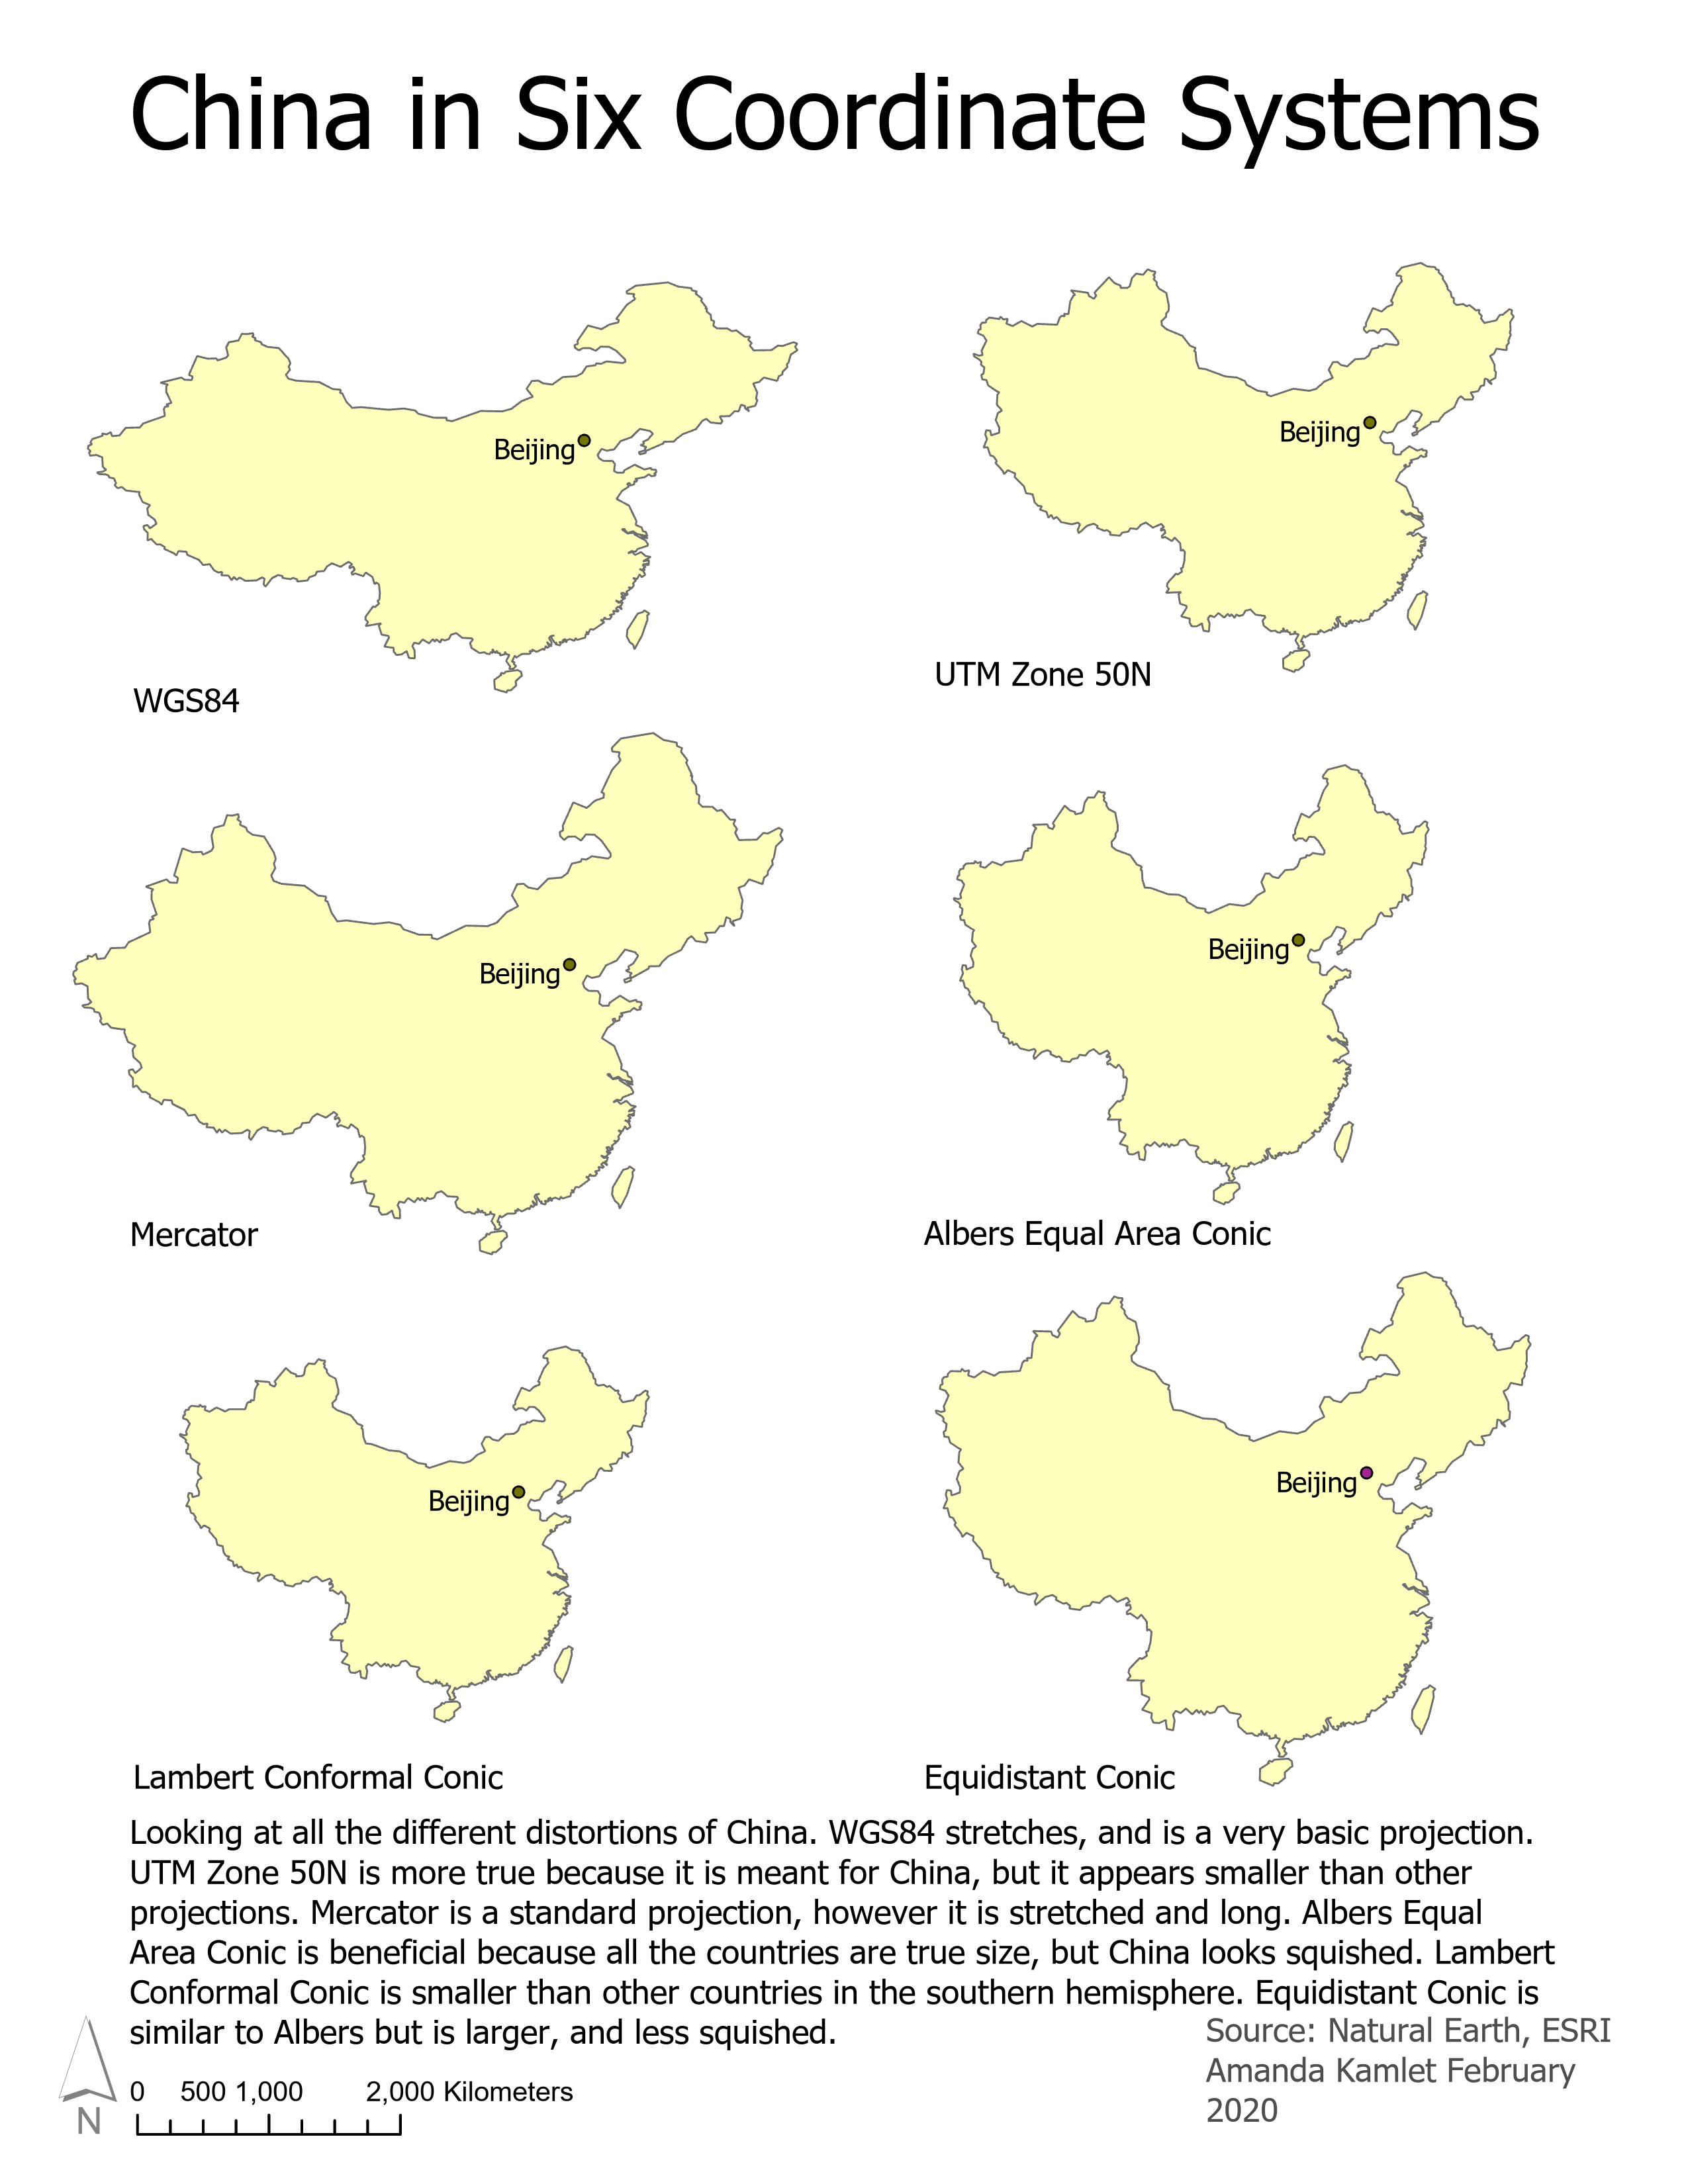 China in Six Coordinate Systems
Beijing
Beijing
WGS84
UTM Zone 50N
Beijing
Beijing
Mercator
Albers Equal Area Conic
Beijing
Beijing
Lambert Conformal Conic
Equidistant Conic
Looking at all the different distortions of China. WGS84 stretches, and is a very basic projection.
UTM Zone 50N is more true because it is meant for China, but it appears smaller than other
projections. Mercator is a standard projection, however it is stretched and long. Albers Equal
Area Conic is beneficial because all the countries are true size, but China looks squished. Lambert
Conformal Conic is smaller than other countries in the southern hemisphere. Equidistant Conic is
similar to Albers but is larger, and less squished.
Source: Natural Earth, ESRI
Amanda Kamlet February
2020
0 500 1,000 2,000 Kilometers
N